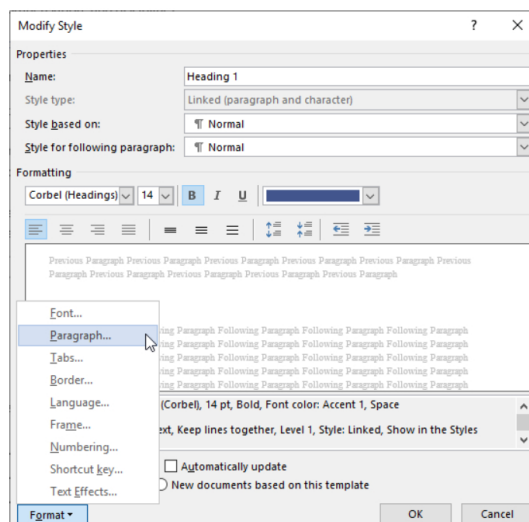 Modify Style ? ✕
Properties
Name: Heading 1
Style type: Linked (paragraph and character)
Style based on: ¶ Normal
Style for following paragraph: ¶ Normal
Formatting
Corbel (Headings) 14 B I U
Previous Paragraph Previous Paragraph Previous Paragraph Previous Paragraph Previous Paragraph Previous
Paragraph Previous Paragraph Previous Paragraph Previous Paragraph Previous Paragraph
Font...
Paragraph...
Tabs...
Border...
Language...
Frame...
Numbering...
Shortcut key...
Text Effects...
Paragraph Following Paragraph Following Paragraph Following Paragraph
Paragraph Following Paragraph Following Paragraph Following Paragraph
Paragraph Following Paragraph Following Paragraph Following Paragraph
Paragraph Following Paragraph Following Paragraph Following Paragraph
Paragraph Following Paragraph Following Paragraph Following Paragraph
(Corbel), 14 pt, Bold, Font color: Accent 1, Space
Keep lines together, Level 1, Style: Linked, Show in the Styles
Automatically update
New documents based on this template
Format OK Cancel